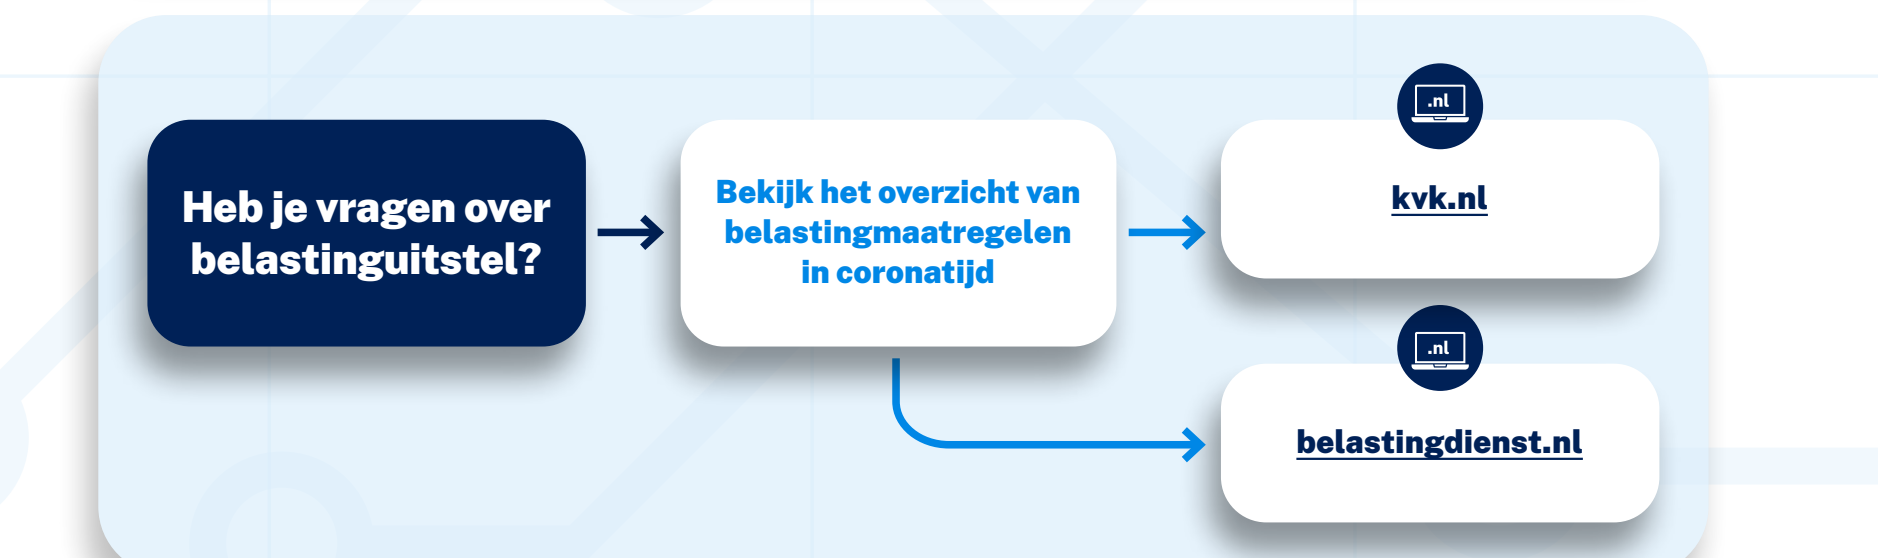 Heb je vragen over
belastinguitstel?
Bekijk het overzicht van
belastingmaatregelen
in coronatijd
.nl
kvk.nl
.nl
belastingdienst.nl